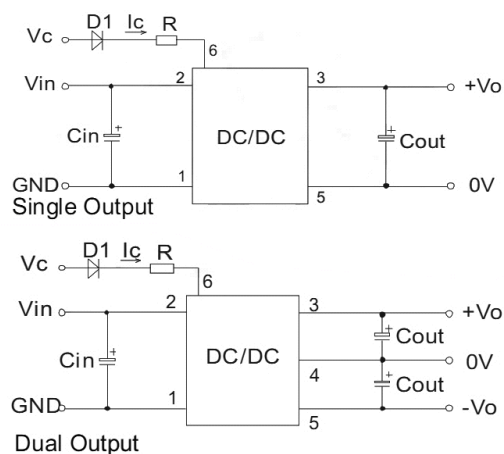 Vc D1 Ic R
6
Vin 2 3 +Vo
Cin + DC/DC + Cout
GND 1 5 0V
Single Output
Vc D1 Ic R
6
Vin 2 3 +Vo
+ Cout
Cin + DC/DC 4 0V
+ Cout
GND 1 5 -Vo
Dual Output